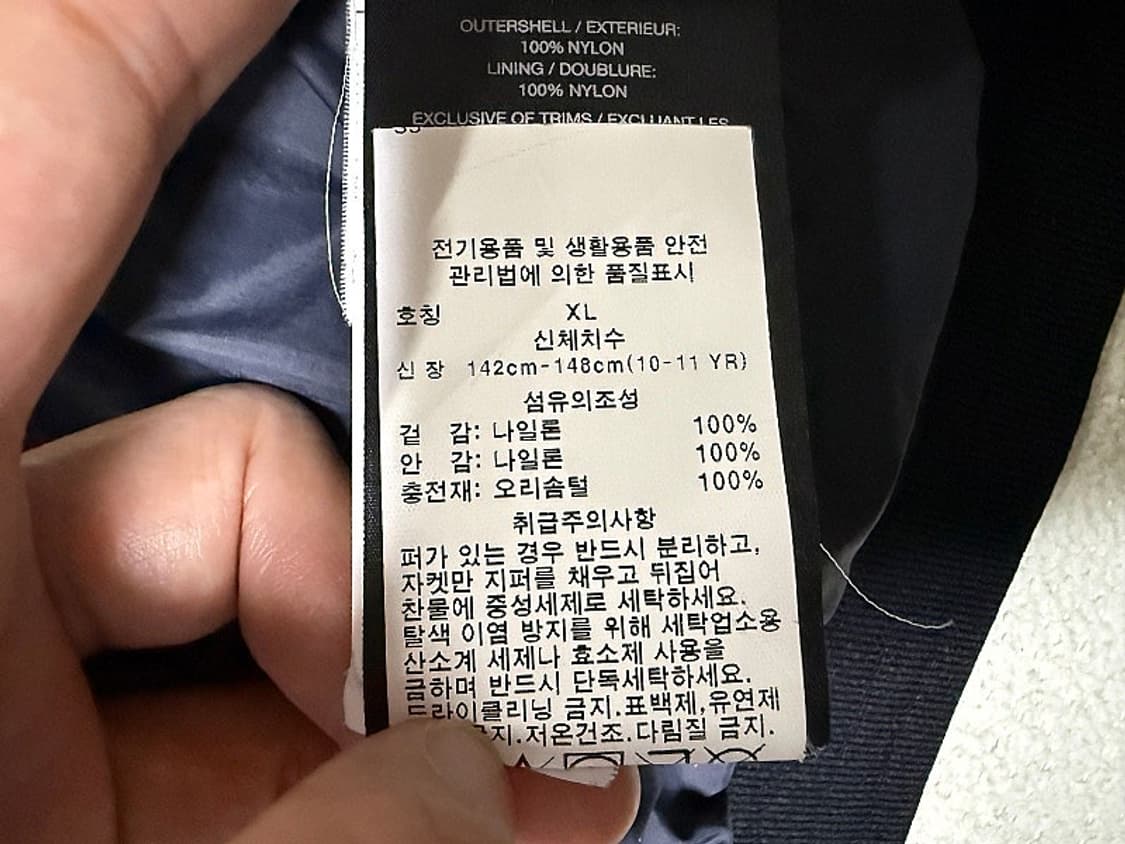 OUTERSHELL / EXTERIEUR:
100% NYLON
LINING / DOUBLURE:
100% NYLON
EXCLUSIVE OF TRIMS / EXCLUANT LES
전기용품 및 생활용품 안전
관리법에 의한 품질표시
호칭 XL
신체치수
신 장 142cm-148cm(10-11 YR)
섬유의조성
겉 감: 나일론 100%
안 감: 나일론 100%
충전재: 오리솜털 100%
취급주의사항
퍼가 있는 경우 반드시 분리하고,
자켓만 지퍼를 채우고 뒤집어
찬물에 중성세제로 세탁하세요.
탈색 이염 방지를 위해 세탁업소용
산소계 세제나 효소제 사용을
금하며 반드시 단독세탁하세요.
드라이클리닝 금지.표백제,유연제
금지.저온건조.다림질 금지.